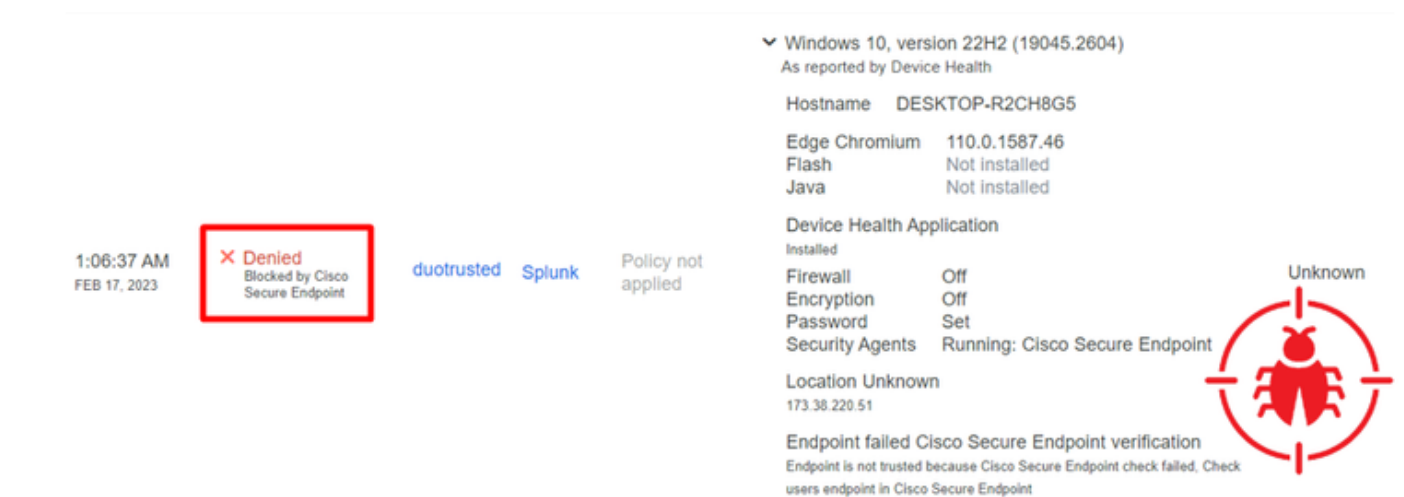 Windows 10, version 22H2 (19045.2604)
As reported by Device Health
Hostname DESKTOP-R2CH8G5
Edge Chromium 110.0.1587.46
Flash Not installed
Java Not installed
1:06:37 AM
FEB 17, 2023
Denied
Blocked by Cisco
Secure Endpoint
duotrusted
Splunk
Policy not
applied
Device Health Application
Installed
Firewall Off
Encryption Off
Password Set
Security Agents Running: Cisco Secure Endpoint
Location Unknown
173.38.220.51
Endpoint failed Cisco Secure Endpoint verification
Endpoint is not trusted because Cisco Secure Endpoint check failed, Check
users endpoint in Cisco Secure Endpoint
Unknown